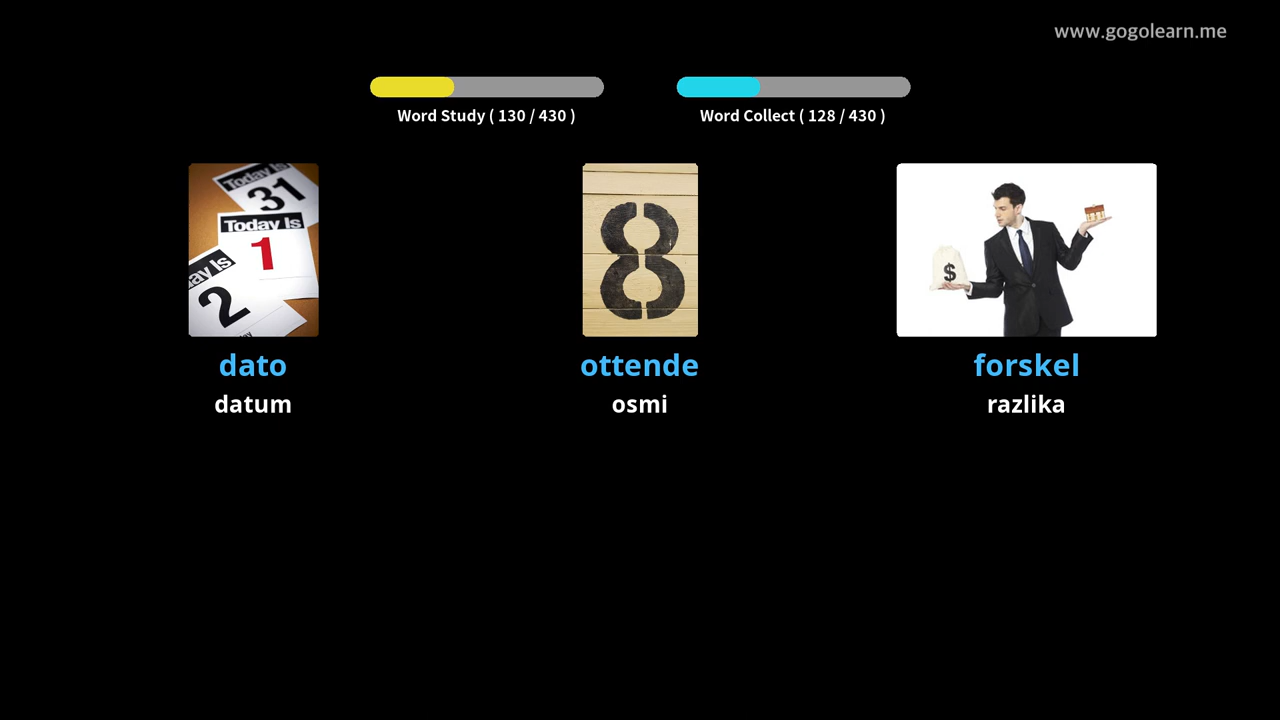 www.gogolearn.me
Word Study ( 130 / 430 )
Word Collect ( 128 / 430 )
Today Is
31
Today Is
1
ay Is
2
8
$
dato
ottende
forskel
datum
osmi
razlika